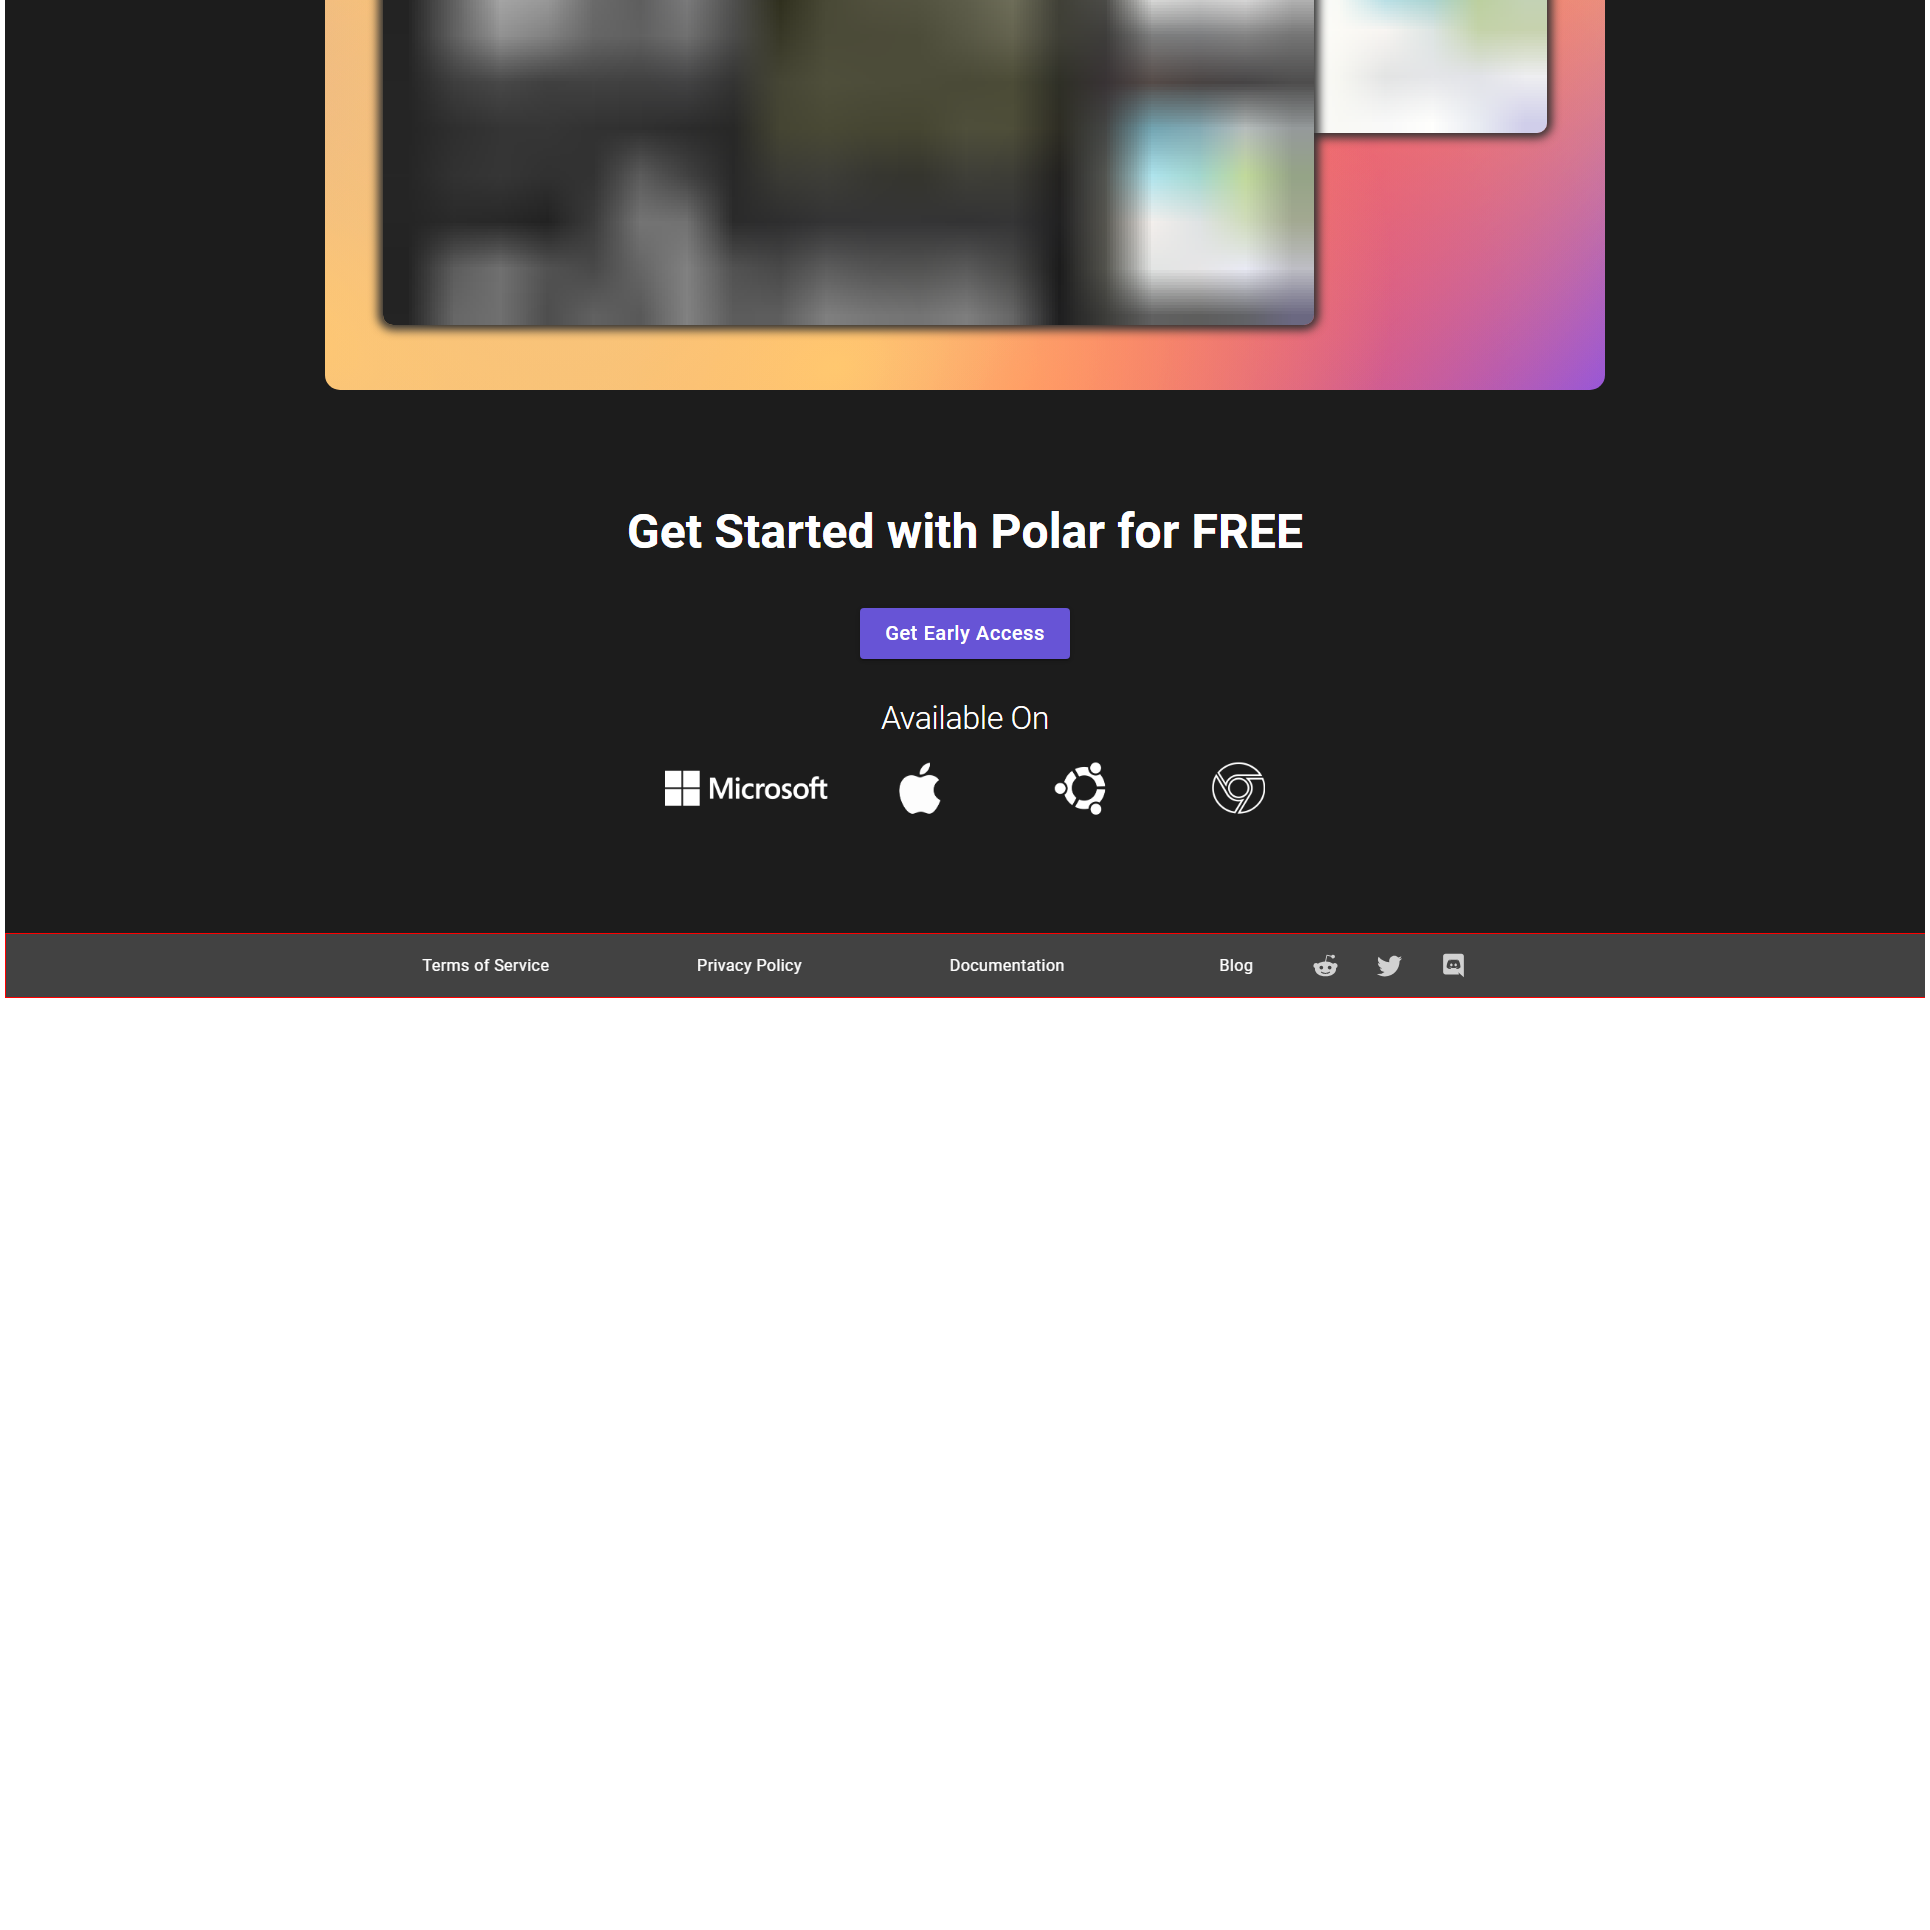 Get Started with Polar for FREE
Get Early Access
Available On
Microsoft
Terms of Service
Privacy Policy
Documentation
Blog